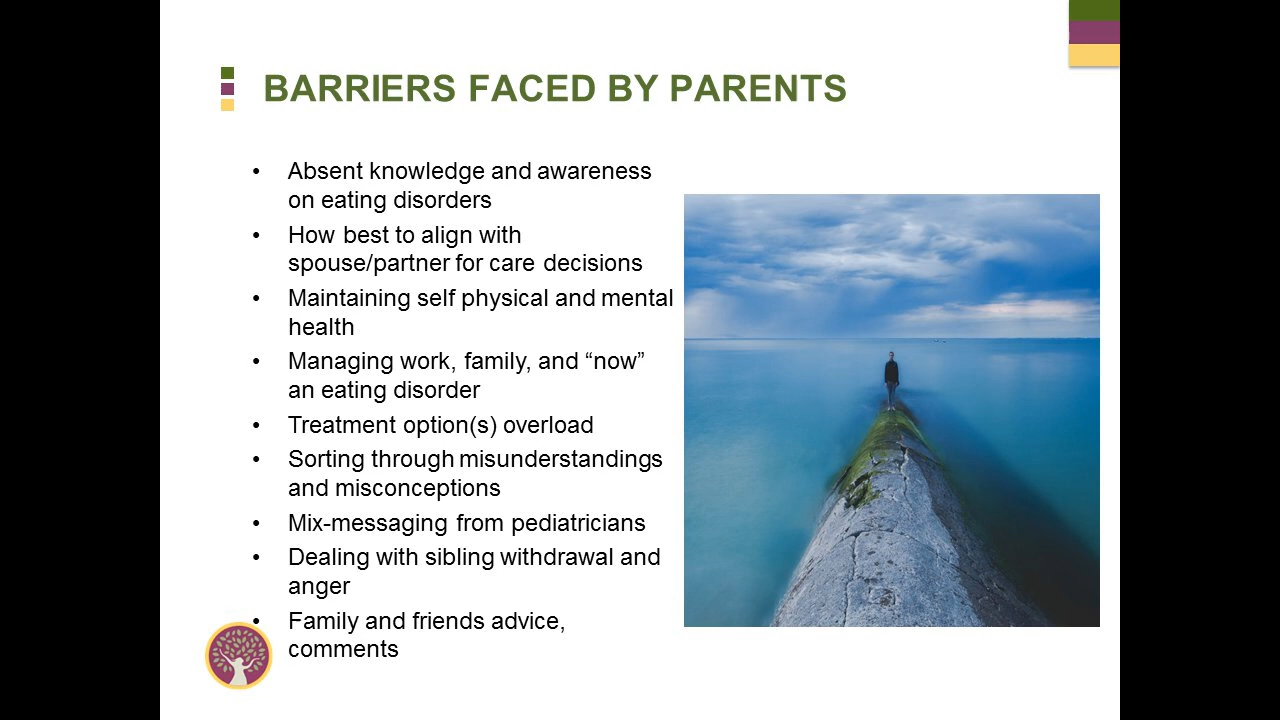 BARRIERS FACED BY PARENTS
• Absent knowledge and awareness
on eating disorders
• How best to align with
spouse/partner for care decisions
• Maintaining self physical and mental
health
• Managing work, family, and “now”
an eating disorder
• Treatment option(s) overload
• Sorting through misunderstandings
and misconceptions
• Mix-messaging from pediatricians
• Dealing with sibling withdrawal and
anger
• Family and friends advice,
comments